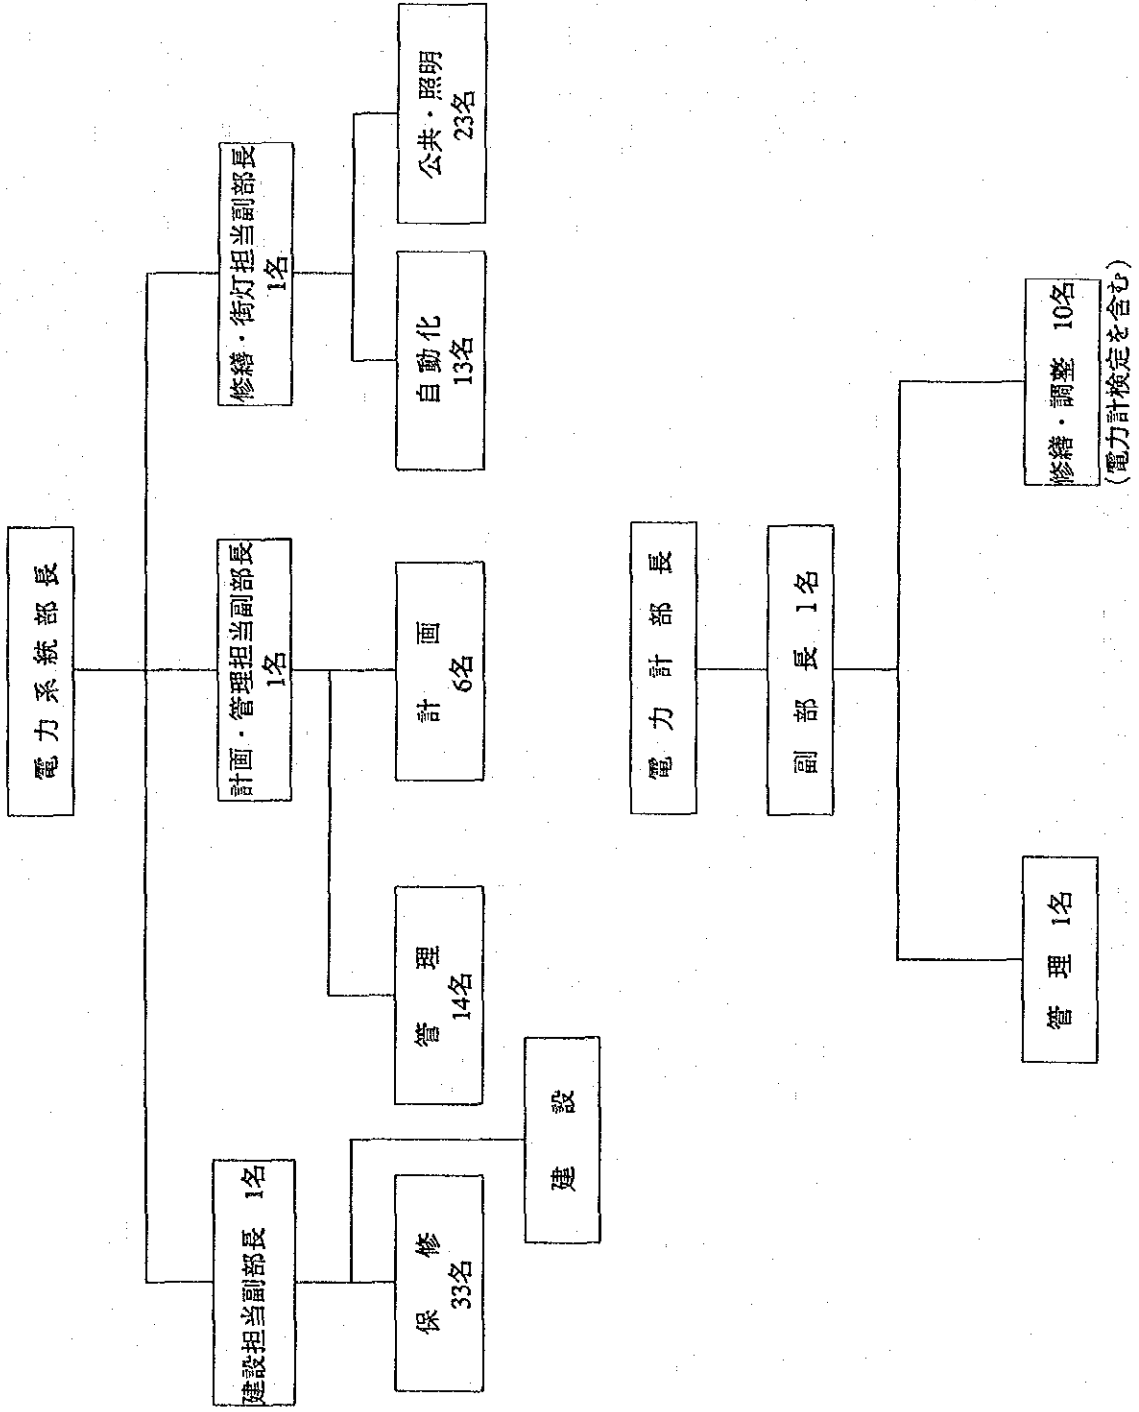 電力系統部長
建設担当副部長 1名
計画・管理担当副部長
1名
修繕・街灯担当副部長
1名
保修
33名
建設
管理
14名
計画
6名
自動化
13名
公共・照明
23名
電力計部長
副部長 1名
管理 1名
修繕・調整 10名
(電力計検定を含む)